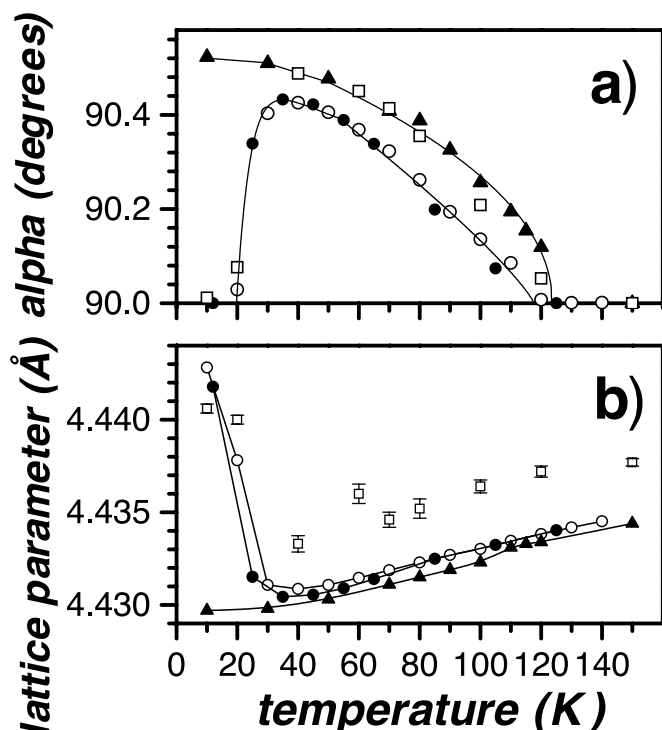 alpha (degrees)
a)
90.4
90.2
90.0
lattice parameter (Å)
b)
4.440
4.435
4.430
0 20 40 60 80 100 120 140
temperature (K)